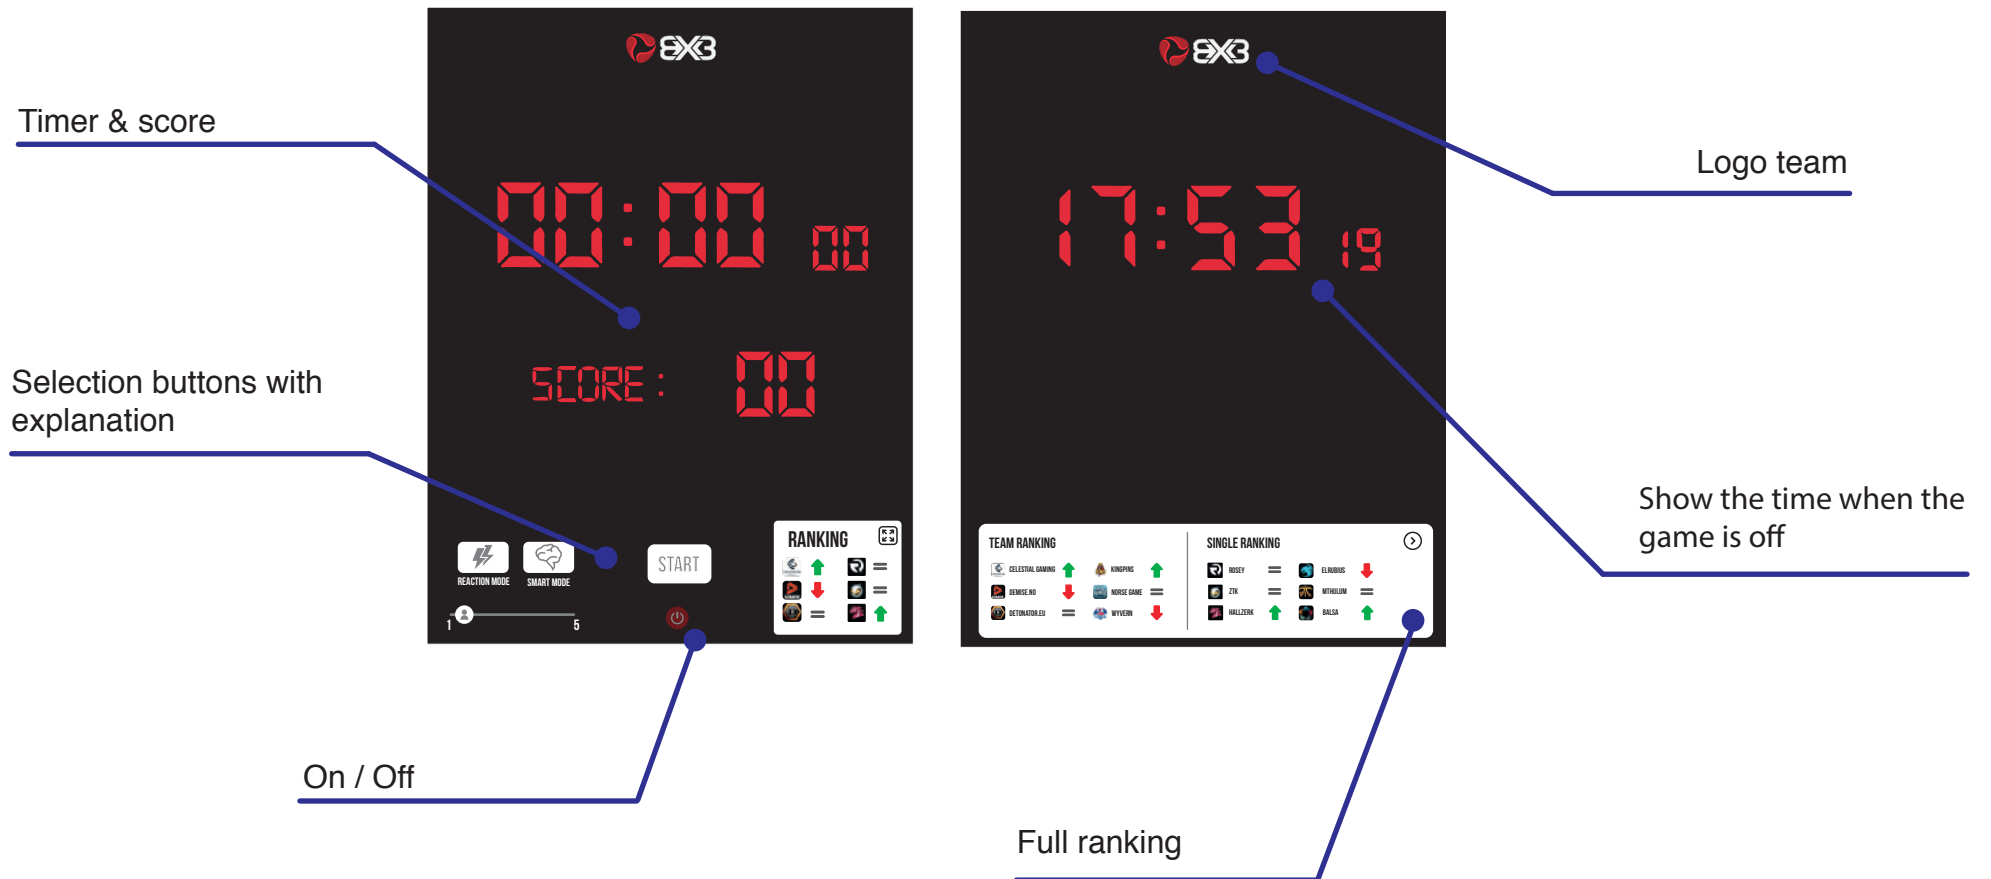 8X3
8X3
Timer & score
Logo team
00:00 00
17:53 19
Selection buttons with
explanation
SCORE: 00
Show the time when the
game is off
REACTION MODE
SMART MODE
START
1 5
RANKING
TEAM RANKING
CELESTIAL GAMING
KINGPINS
DEMISE.NO
NORSE GAME
DETONATOR.EU
WYVERN
SINGLE RANKING
ROSEY
ELRUBIUS
ZTK
MTHULUM
HALLZERK
BALSA
On / Off
Full ranking